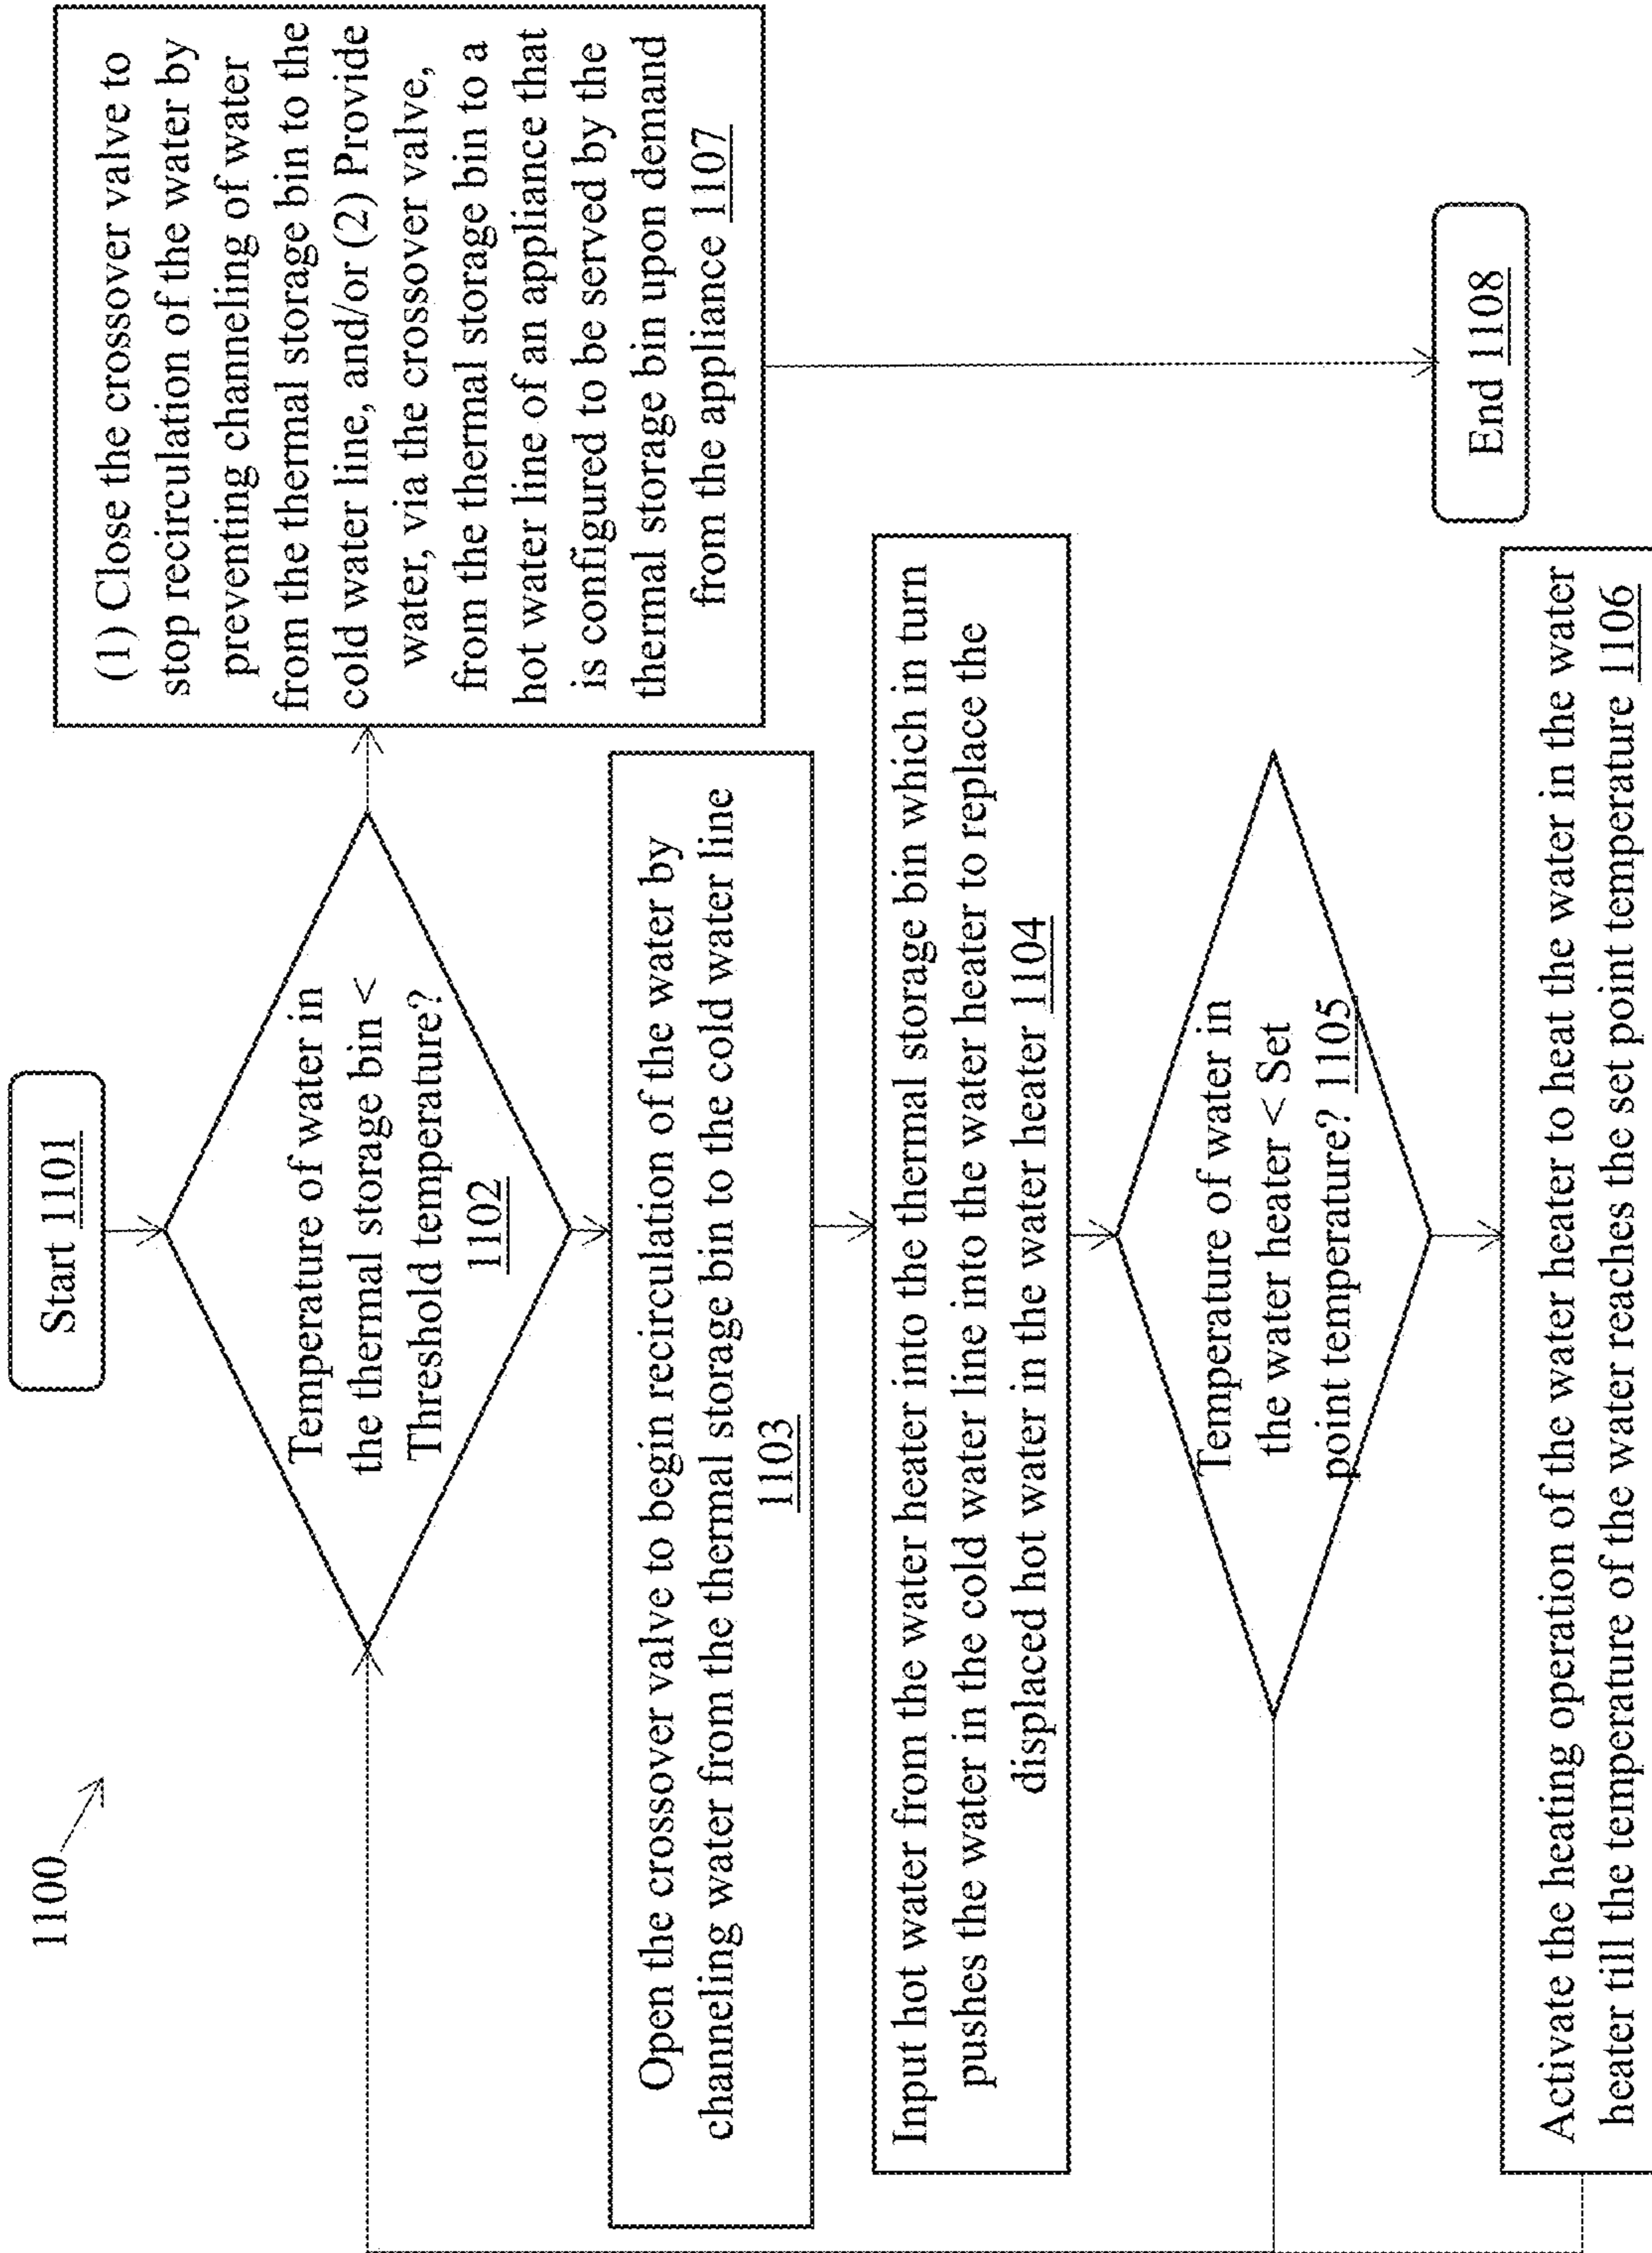 1100
Start 1101
Temperature of water in
the thermal storage bin <
Threshold temperature?
1102
(1) Close the crossover valve to
stop recirculation of the water by
preventing channeling of water
from the thermal storage bin to the
cold water line, and/or (2) Provide
water, via the crossover valve,
from the thermal storage bin to a
hot water line of an appliance that
is configured to be served by the
thermal storage bin upon demand
from the appliance 1107
Open the crossover valve to begin recirculation of the water by
channeling water from the thermal storage bin to the cold water line
1103
Input hot water from the water heater into the thermal storage bin which in turn
pushes the water in the cold water line into the water heater to replace the
displaced hot water in the water heater 1104
Temperature of water in
the water heater < Set
point temperature? 1105
Activate the heating operation of the water heater to heat the water in the water
heater till the temperature of the water reaches the set point temperature 1106
End 1108